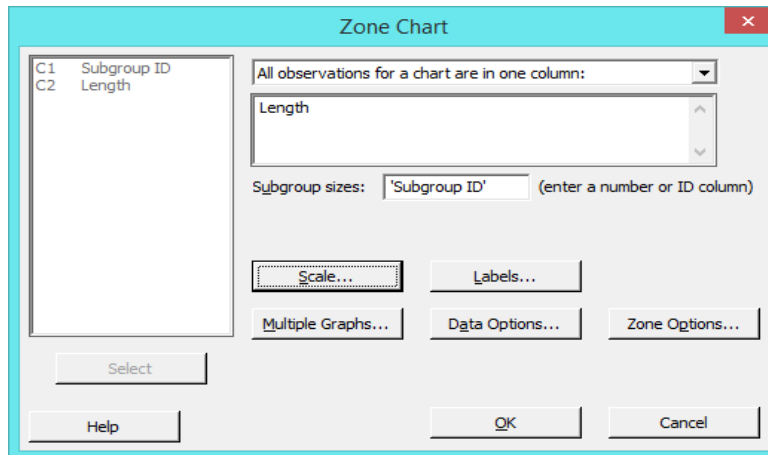 Zone Chart
C1 Subgroup ID
C2 Length
All observations for a chart are in one column:
Length
Subgroup sizes: 'Subgroup ID' (enter a number or ID column)
Scale... Labels...
Multiple Graphs... Data Options... Zone Options...
Select
Help OK Cancel